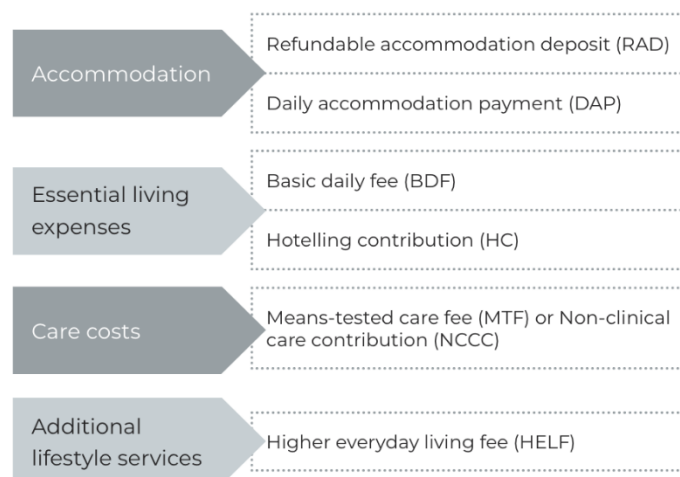 Accommodation
Refundable accommodation deposit (RAD)
Daily accommodation payment (DAP)
Essential living
expenses
Basic daily fee (BDF)
Hotelling contribution (HC)
Care costs
Means-tested care fee (MTF) or Non-clinical
care contribution (NCCC)
Additional
lifestyle services
Higher everyday living fee (HELF)